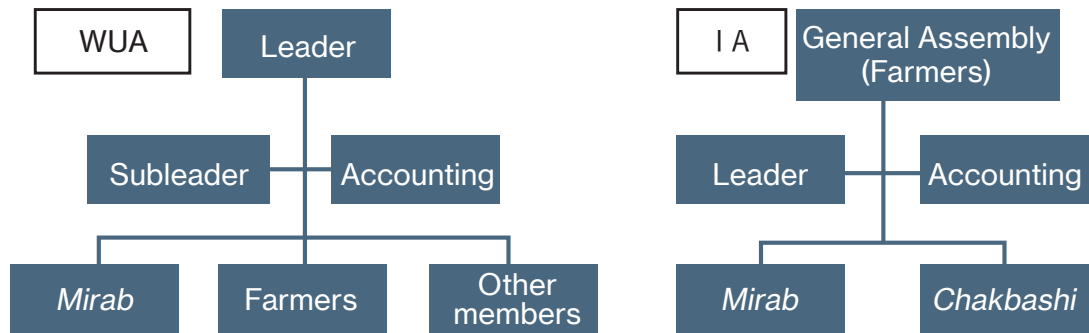 WUA
Leader
Subleader
Accounting
Mirab
Farmers
Other
members
I A
General Assembly
(Farmers)
Leader
Accounting
Mirab
Chakbashi